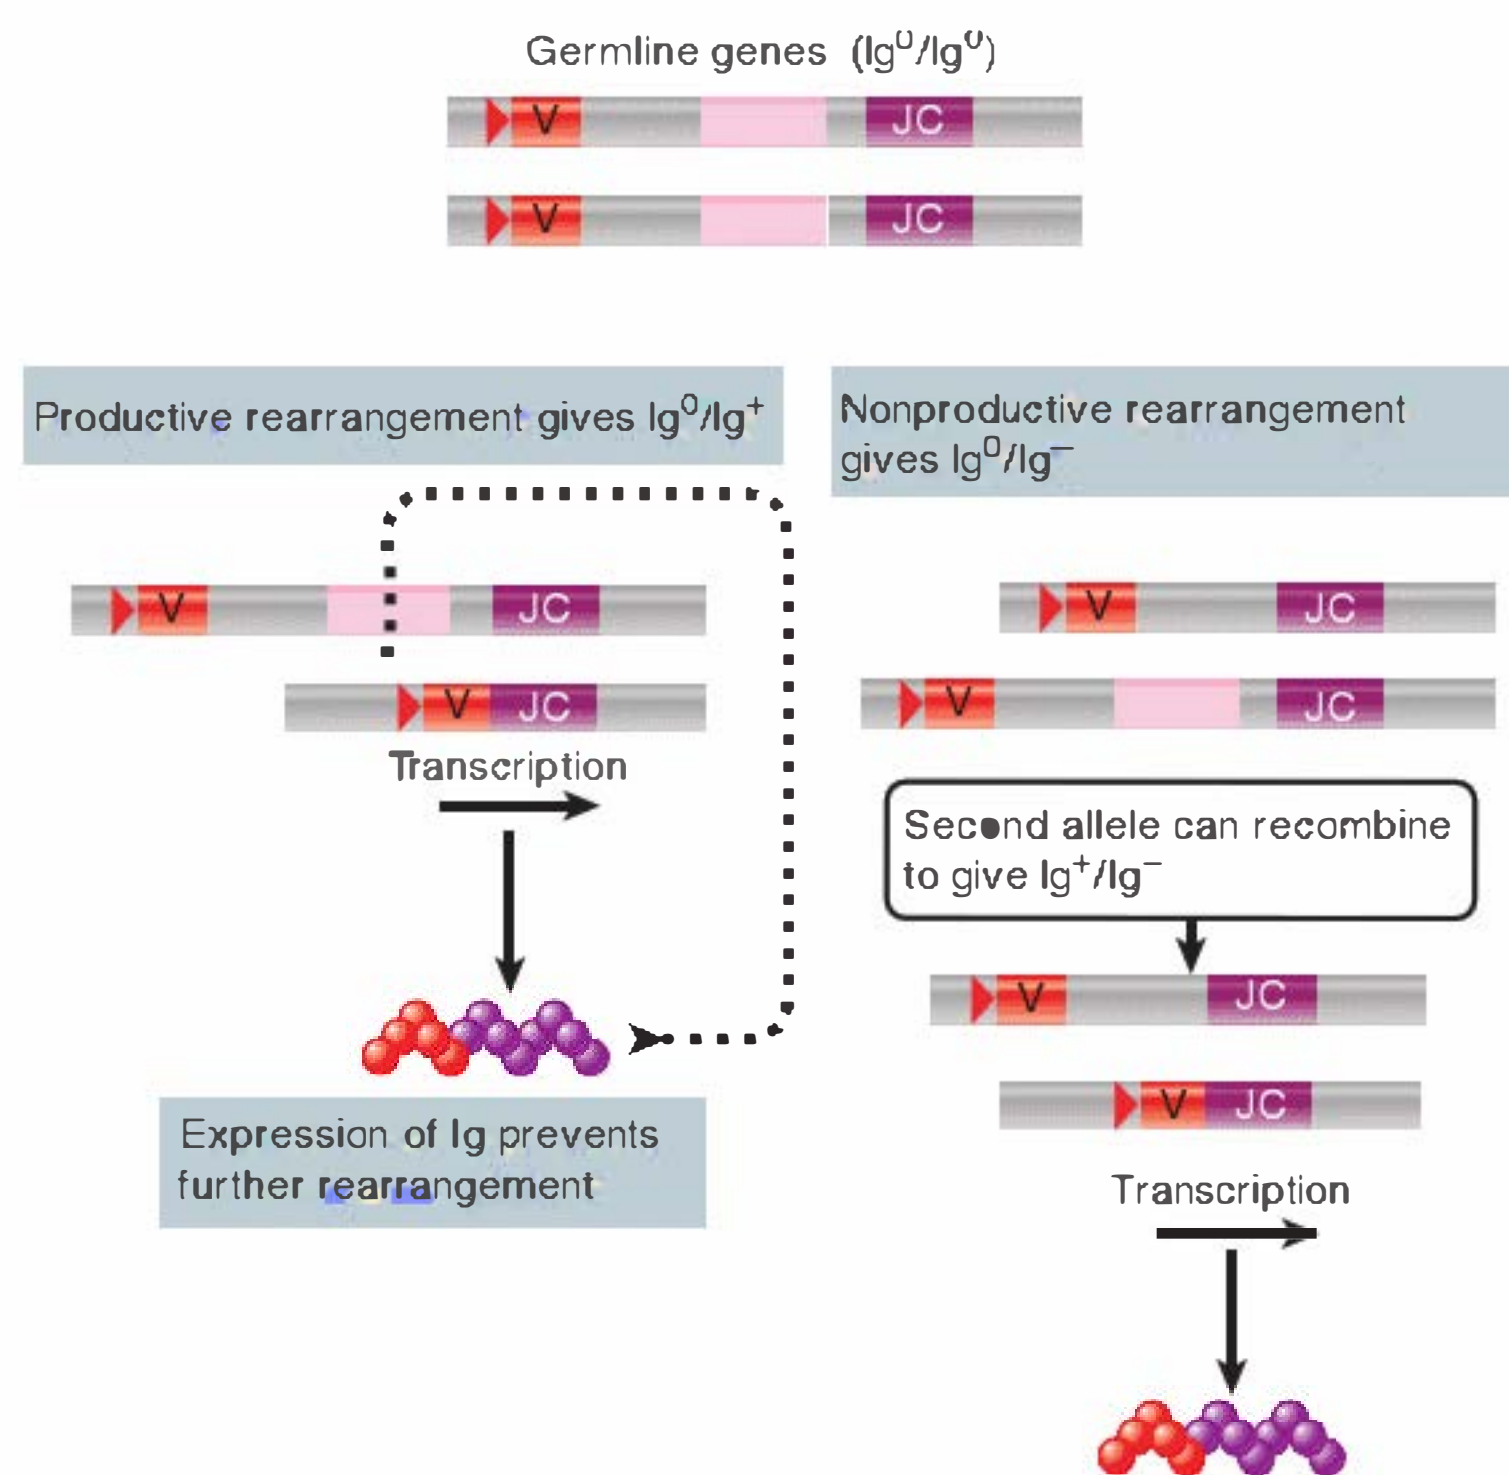 Germline genes (Ig⁰/Ig⁰)
V JC
V JC
Productive rearrangement gives Ig⁰/Ig⁺
Nonproductive rearrangement
gives Ig⁰/Ig⁻
V JC
V JC
Transcription
V JC
V JC
Second allele can recombine
to give Ig⁺/Ig⁻
V JC
V JC
Transcription
Expression of Ig prevents
further rearrangement